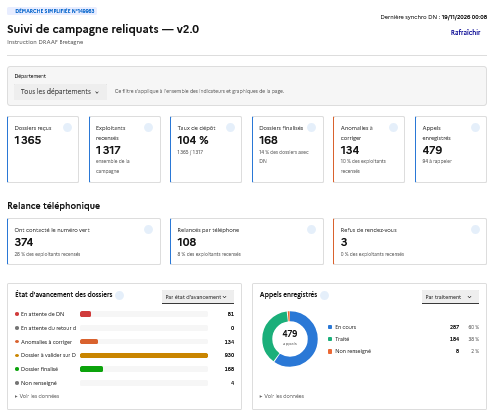 DÉMARCHE SIMPLIFIÉE N°149983
Dernière synchro DN : 19/11/2026 00:08
Suivi de campagne reliquats — v2.0
Rafraîchir
Instruction DRAAF Bretagne
Département
Tous les départements
Ce filtre s'applique à l'ensemble des indicateurs et graphiques de la page.
Dossiers reçus
1 365
Exploitants recensés
1 317
ensemble de la campagne
Taux de dépôt
104 %
1 365 / 1 317
Dossiers finalisés
168
14 % des dossiers avec DN
Anomalies à corriger
134
10 % des exploitants recensés
Appels enregistrés
479
94 à rappeler
Relance téléphonique
Ont contacté le numéro vert
374
28 % des exploitants recensés
Relancés par téléphone
108
8 % des exploitants recensés
Refus de rendez-vous
3
0 % des exploitants recensés
État d'avancement des dossiers
Par état d'avancement
En attente de DN 81
En attente du retour d 0
Anomalies à corriger 134
Dossier à valider sur D 930
Dossier finalisé 168
Non renseigné 4
▸ Voir les données
Appels enregistrés
Par traitement
479
appels
En cours 287 60 %
Traité 184 38 %
Non renseigné 8 2 %
▸ Voir les données